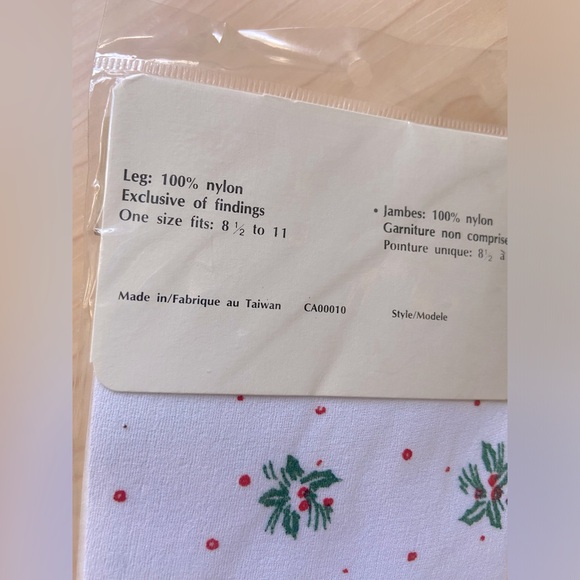 Leg: 100% nylon
Exclusive of findings
One size fits: 8 ½ to 11
• Jambes: 100% nylon
Garniture non comprise
Pointure unique: 8½ à
Made in/Fabrique au Taiwan CA00010 Style/Modele